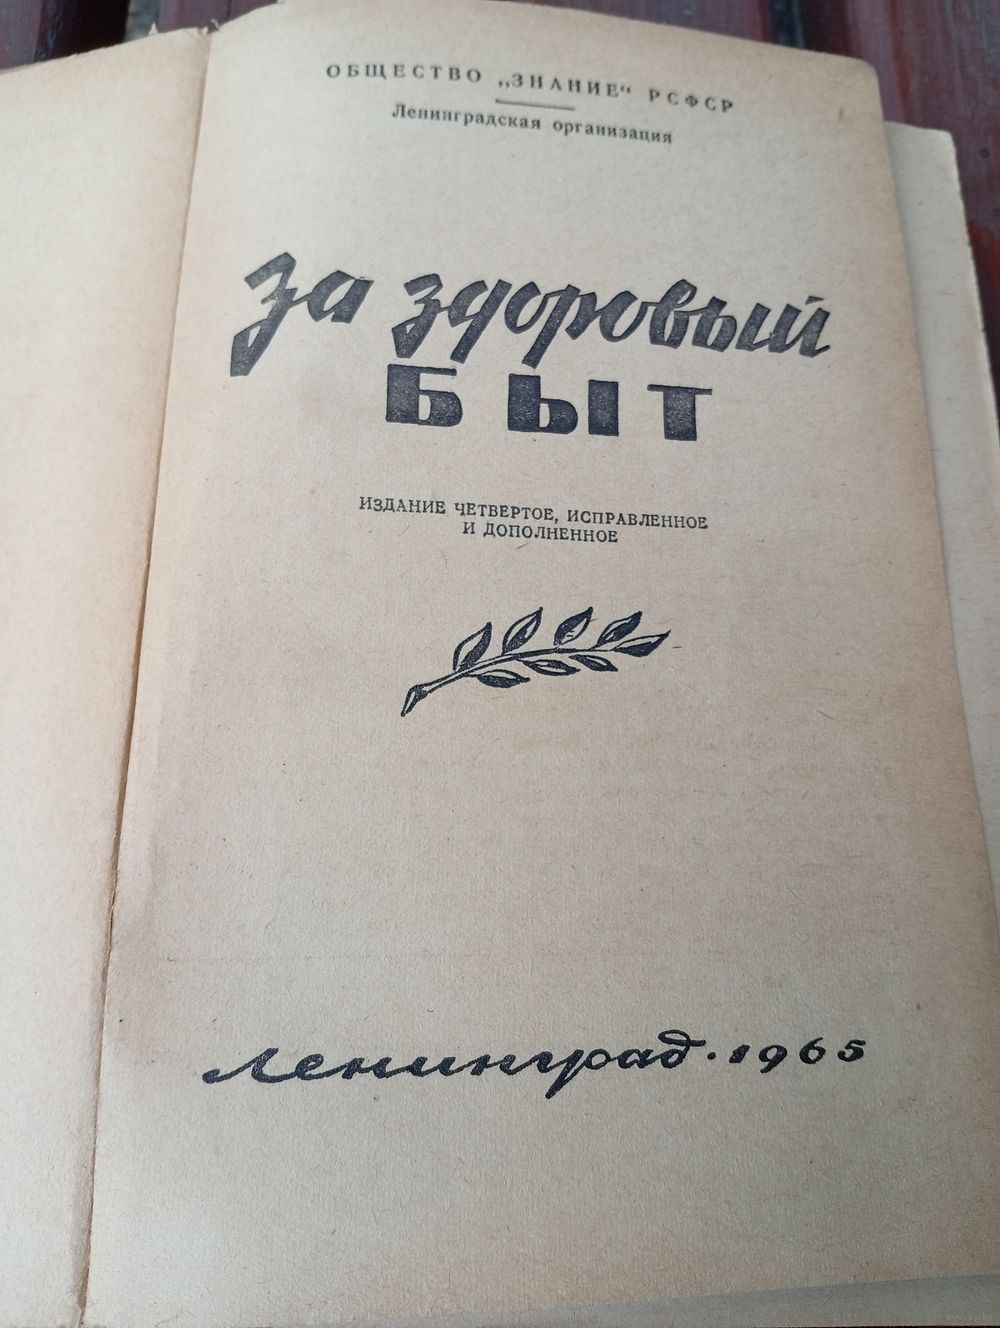 ОБЩЕСТВО „ЗНАНИЕ“ РСФСР
Ленинградская организация
За здоровый
БЫТ
ИЗДАНИЕ ЧЕТВЕРТОЕ, ИСПРАВЛЕННОЕ
И ДОПОЛНЕННОЕ
Ленинград·1965